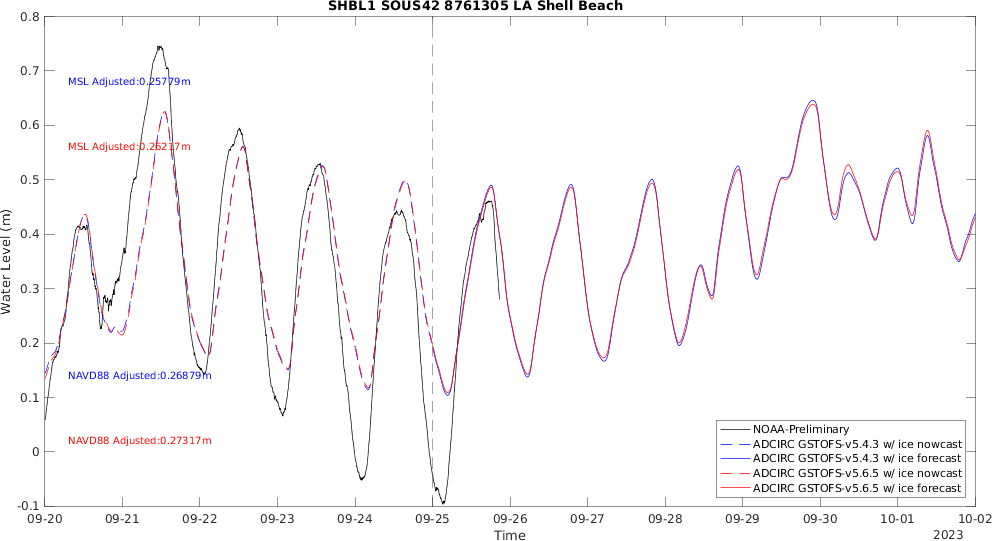 SHBL1 SOUS42 8761305 LA Shell Beach
Water Level (m)
0.8
0.7
0.6
0.5
0.4
0.3
0.2
0.1
0
-0.1
MSL Adjusted:0.25779m
MSL Adjusted:0.26217m
NAVD88 Adjusted:0.26879m
NAVD88 Adjusted:0.27317m
NOAA-Preliminary
ADCIRC GSTOFS-v5.4.3 w/ ice nowcast
ADCIRC GSTOFS-v5.4.3 w/ ice forecast
ADCIRC GSTOFS-v5.6.5 w/ ice nowcast
ADCIRC GSTOFS-v5.6.5 w/ ice forecast
09-20 09-21 09-22 09-23 09-24 09-25 09-26 09-27 09-28 09-29 09-30 10-01 10-02
Time
2023